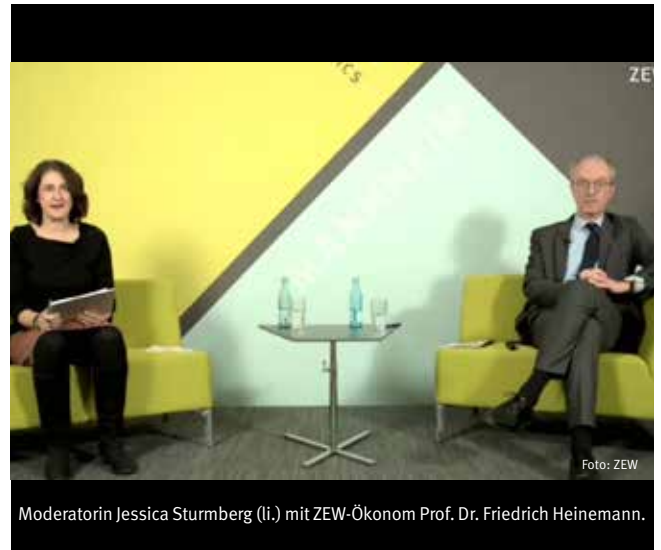 ZEW
Foto: ZEW
Moderatorin Jessica Sturmberg (li.) mit ZEW-Ökonom Prof. Dr. Friedrich Heinemann.